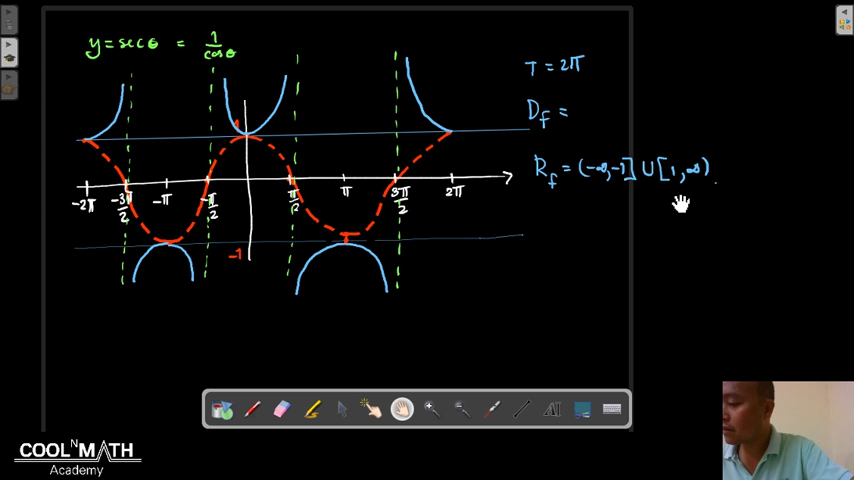 y = sec θ = 1/cos θ
T = 2π
D_f =
R_f = (-∞, -1] ∪ [1, ∞).
1
-2π -3π/2 -π -π/2 π/2 π 3π/2 2π
-1
COOL N MATH
Academy